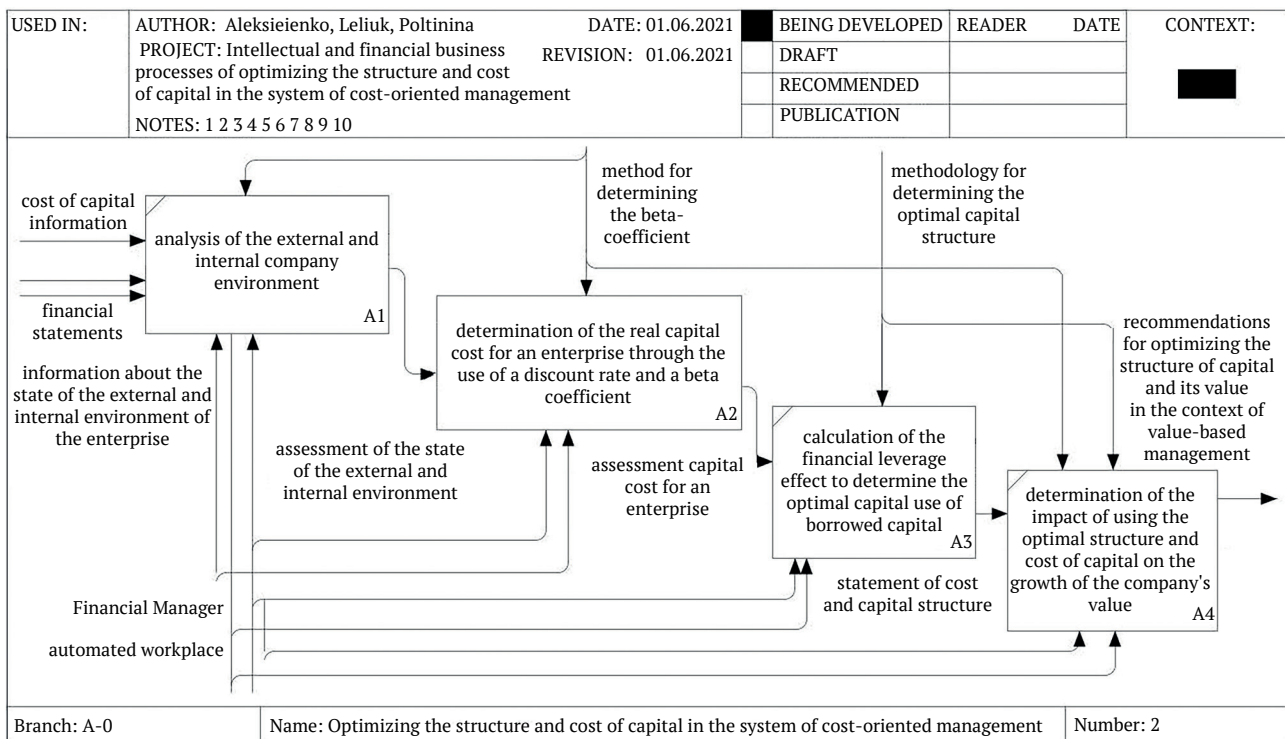 USED IN:
AUTHOR: Aleksieienko, Leliuk, Poltinina
DATE: 01.06.2021
PROJECT: Intellectual and financial business
processes of optimizing the structure and cost
of capital in the system of cost-oriented management
REVISION: 01.06.2021
NOTES: 1 2 3 4 5 6 7 8 9 10
BEING DEVELOPED
DRAFT
RECOMMENDED
PUBLICATION
READER DATE
CONTEXT:
cost of capital
information
financial
statements
information about the
state of the external and
internal environment of
the enterprise
analysis of the external and
internal company
environment
A1
method for
determining
the beta-
coefficient
methodology for
determining the
optimal capital
structure
determination of the real capital
cost for an enterprise through the
use of a discount rate and a beta
coefficient
A2
assessment of the state
of the external and
internal environment
assessment capital
cost for an
enterprise
calculation of the
financial leverage
effect to determine the
optimal capital use of
borrowed capital
A3
recommendations
for optimizing the
structure of capital
and its value
in the context of
value-based
management
determination of the
impact of using the
optimal structure and
cost of capital on the
growth of the company's
value
A4
statement of cost
and capital structure
Financial Manager
automated workplace
Branch: A-0
Name: Optimizing the structure and cost of capital in the system of cost-oriented management
Number: 2